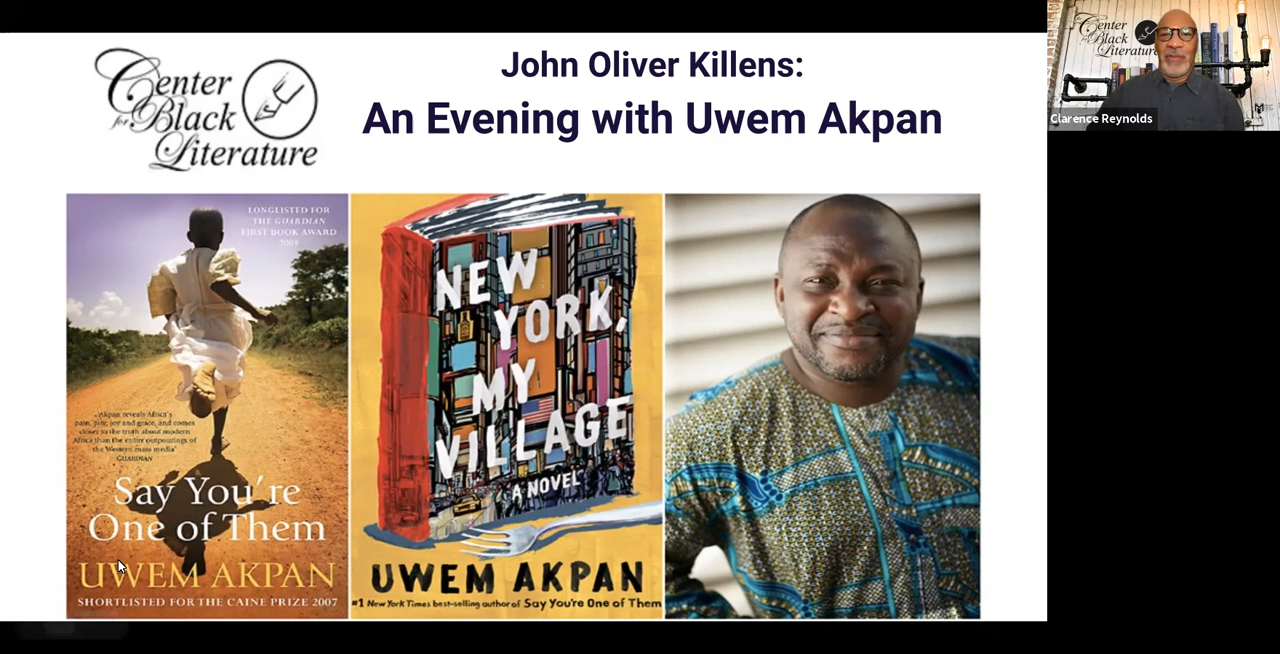 Center
for Black
Literature
John Oliver Killens:
An Evening with Uwem Akpan
LONGLISTED FOR
THE GUARDIAN
FIRST BOOK AWARD
'Akpan reveals Africa's
pain, pity, joy and grace, and comes
closer to the truth about modern
Africa than the entire outpourings of
the Western mass media'
GUARDIAN
Say You're
One of Them
UWEM AKPAN
SHORTLISTED FOR THE CAINE PRIZE 2007
NEW
YORK,
MY
VILLAGE
A NOVEL
UWEM AKPAN
#1 New York Times best-selling author of Say You're One of Them
Center
Black
Literature
Clarence Reynolds